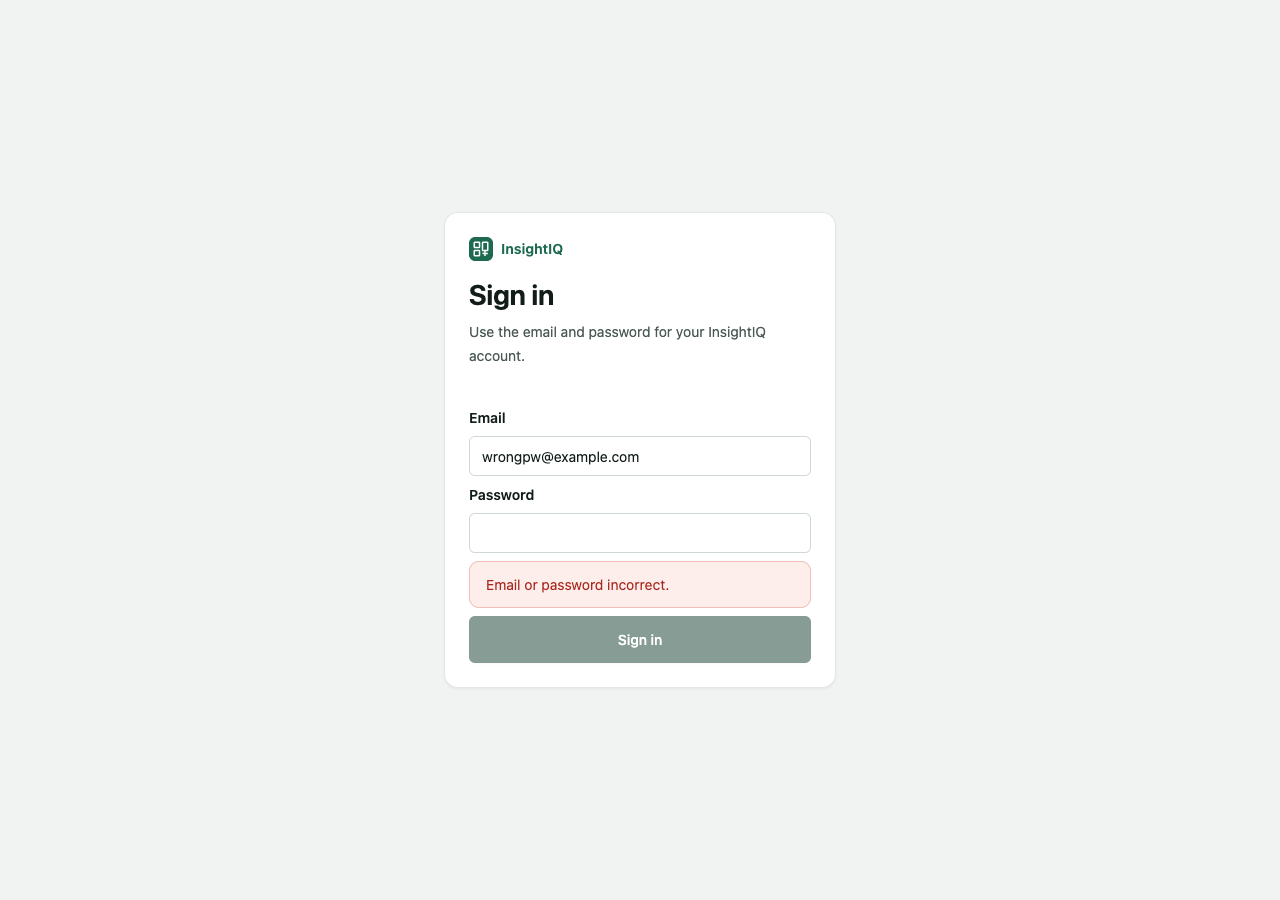 InsightIQ
Sign in
Use the email and password for your InsightIQ
account.
Email
wrongpw@example.com
Password
Email or password incorrect.
Sign in